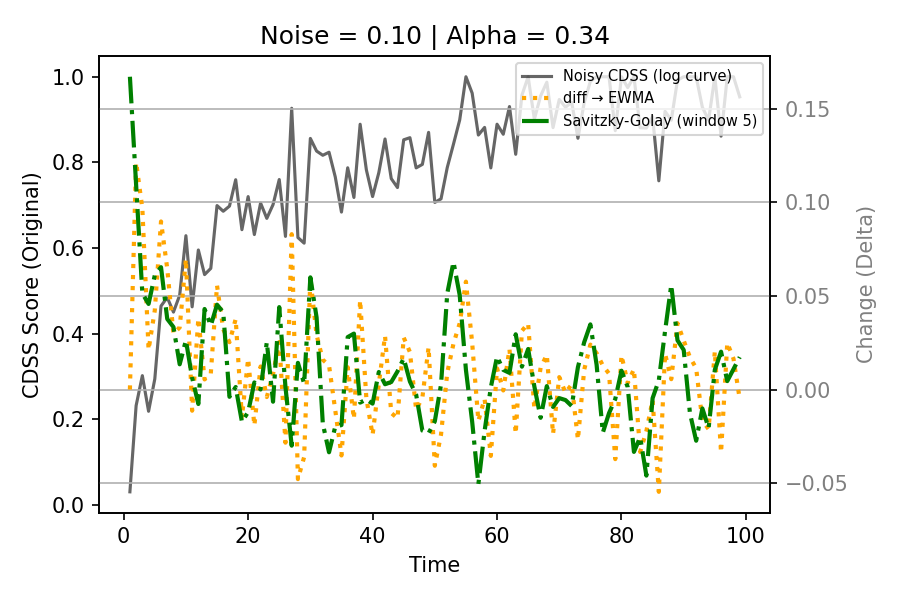 Noise = 0.10 | Alpha = 0.34
Noisy CDSS (log curve)
diff → EWMA
Savitzky-Golay (window 5)
CDSS Score (Original)
1.0
0.8
0.6
0.4
0.2
0.0
0.15
0.10
0.05
0.00
−0.05
Change (Delta)
0
20
40
60
80
100
Time